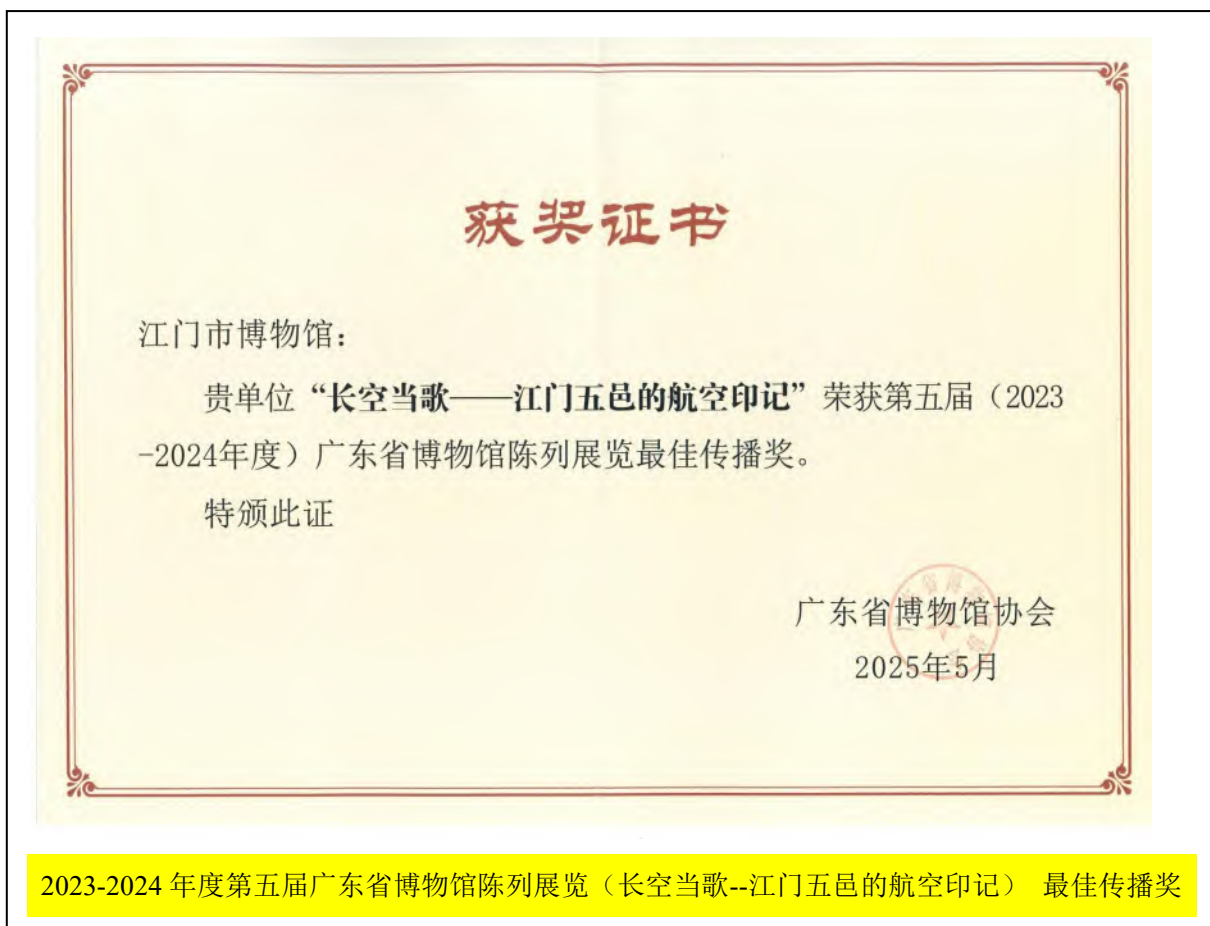 获奖证书
江门市博物馆：
贵单位“长空当歌——江门五邑的航空印记”荣获第五届（2023
-2024年度）广东省博物馆陈列展览最佳传播奖。
特颁此证
广东省博物馆协会
2025年5月
2023-2024 年度第五届广东省博物馆陈列展览（长空当歌--江门五邑的航空印记） 最佳传播奖